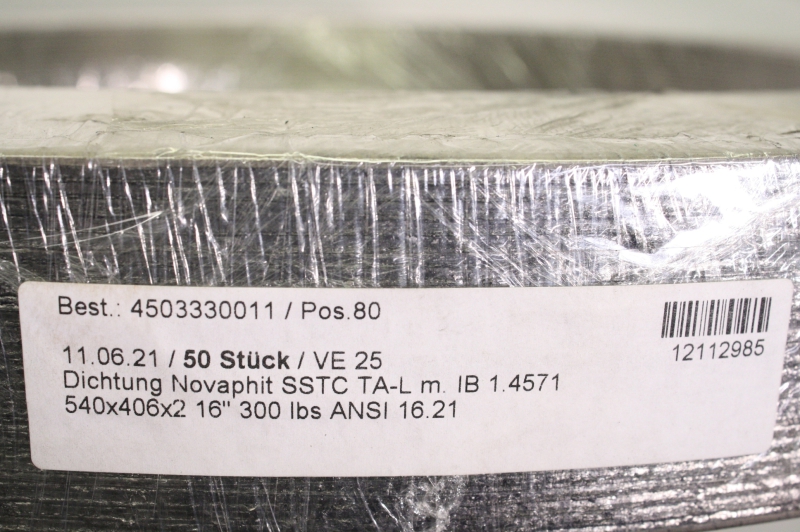 Best.: 4503330011 / Pos.80
12112985
11.06.21 / 50 Stück / VE 25
Dichtung Novaphit SSTC TA-L m. IB 1.4571
540x406x2 16" 300 lbs ANSI 16.21